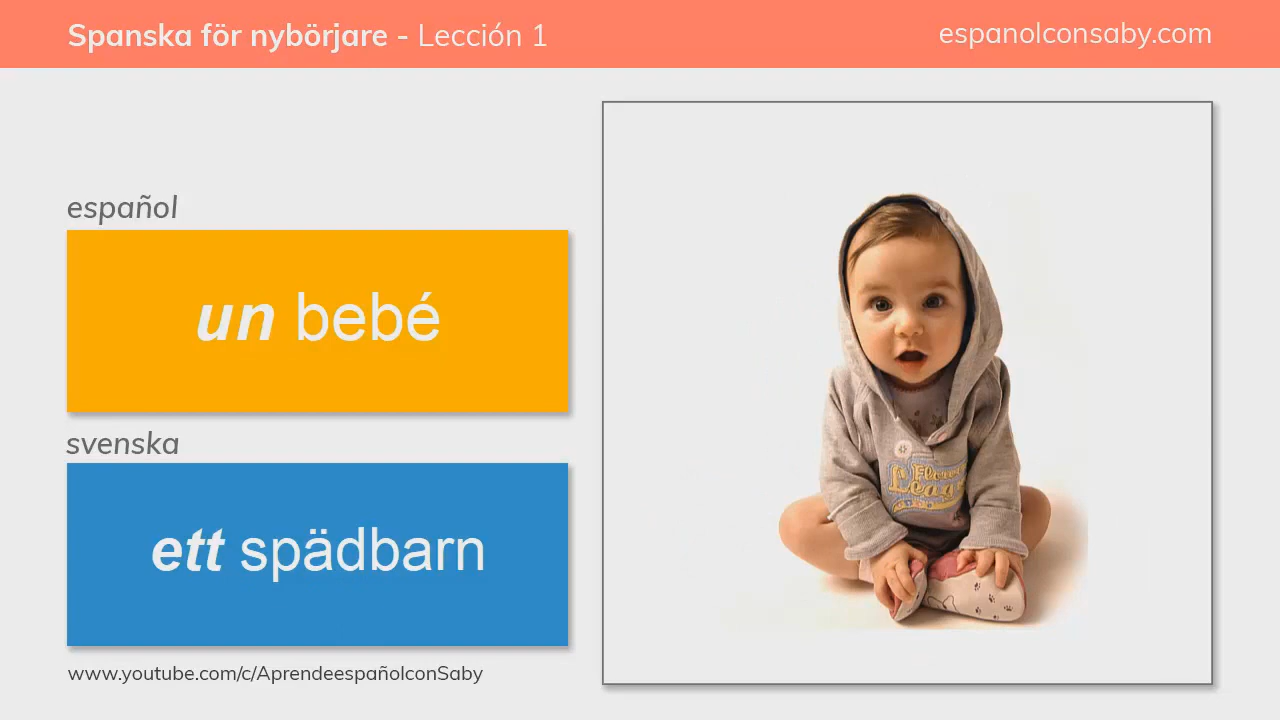 Spanska för nybörjare - Lección 1
espanolconsaby.com
español
un bebé
svenska
ett spädbarn
www.youtube.com/c/AprendeespañolconSaby